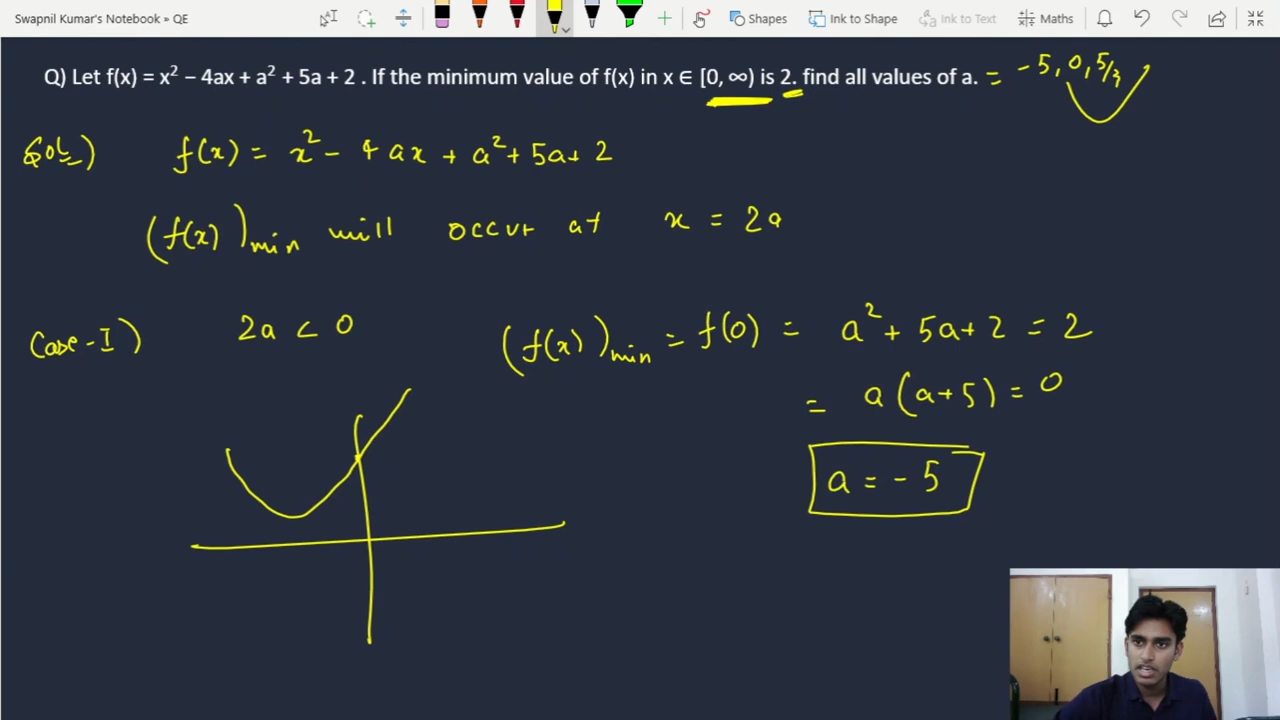 Swapnil Kumar's Notebook » QE
Shapes Ink to Shape Ink to Text Maths
Q) Let f(x) = x² − 4ax + a² + 5a + 2 . If the minimum value of f(x) in x ∈ [0, ∞) is 2. find all values of a. = -5, 0, 5/3
Sol) f(x) = x² - 4ax + a² + 5a + 2
(f(x))min will occur at x = 2a
Case-I) 2a < 0 (f(x))min = f(0) = a² + 5a + 2 = 2
= a(a+5) = 0
a = -5